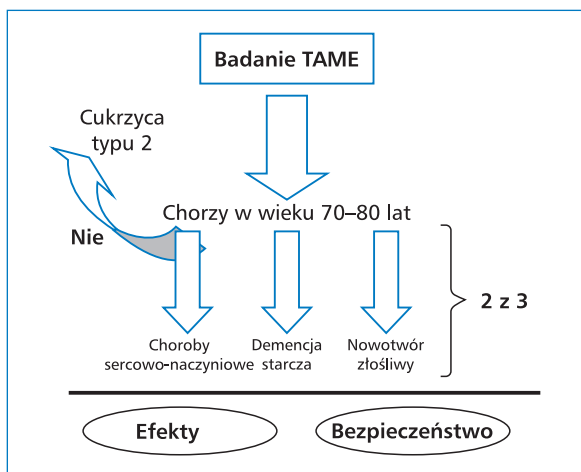 Badanie TAME
Cukrzyca
typu 2
Chorzy w wieku 70–80 lat
Nie
2 z 3
Choroby
sercowo-naczyniowe
Demencja
starcza
Nowotwór
złośliwy
Efekty
Bezpieczeństwo